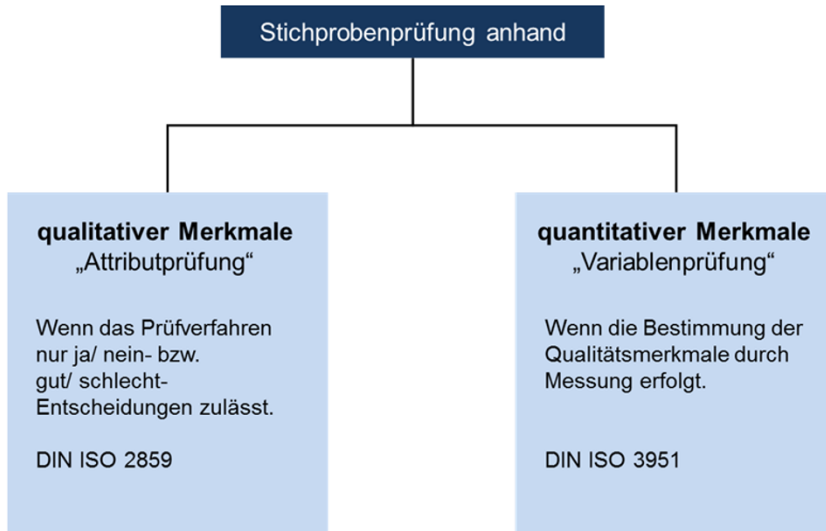 Stichprobenprüfung anhand
qualitativer Merkmale
„Attributprüfung“
Wenn das Prüfverfahren
nur ja/ nein- bzw.
gut/ schlecht-
Entscheidungen zulässt.
DIN ISO 2859
quantitativer Merkmale
„Variablenprüfung“
Wenn die Bestimmung der
Qualitätsmerkmale durch
Messung erfolgt.
DIN ISO 3951